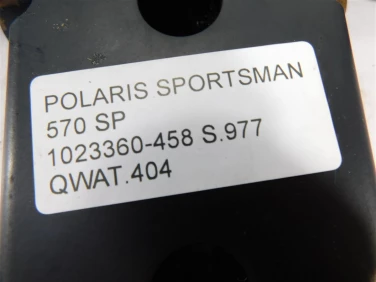 POLARIS SPORTSMAN
570 SP
1023360-458 S.977
QWAT.404